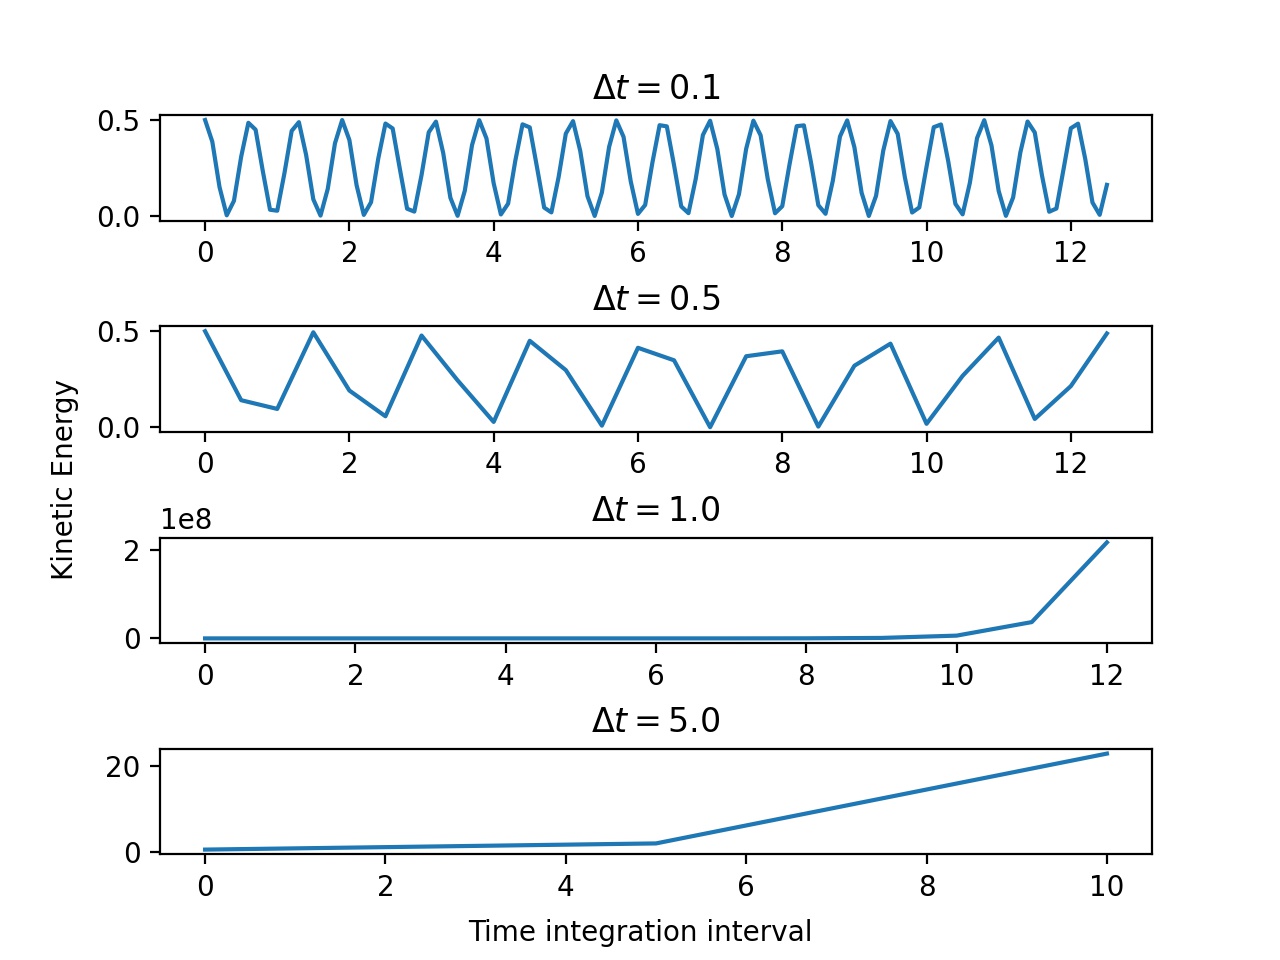 Δt = 0.1
0.5
0.0
0 2 4 6 8 10 12
Δt = 0.5
0.5
0.0
0 2 4 6 8 10 12
Kinetic Energy
Δt = 1.0
1e8
2
0
0 2 4 6 8 10 12
Δt = 5.0
20
0
0 2 4 6 8 10
Time integration interval